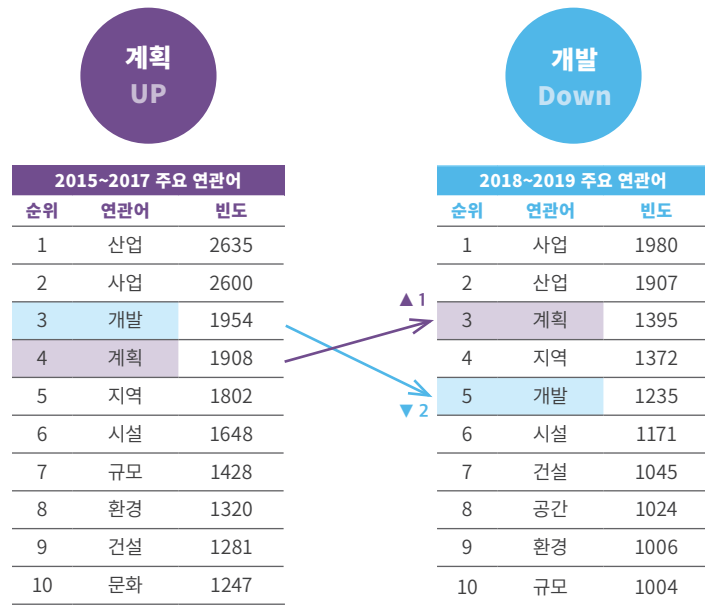 계획
UP
개발
Down
2015~2017 주요 연관어
순위 연관어 빈도
1 산업 2635
2 사업 2600
3 개발 1954
4 계획 1908
5 지역 1802
6 시설 1648
7 규모 1428
8 환경 1320
9 건설 1281
10 문화 1247
▲ 1
▼ 2
2018~2019 주요 연관어
순위 연관어 빈도
1 사업 1980
2 산업 1907
3 계획 1395
4 지역 1372
5 개발 1235
6 시설 1171
7 건설 1045
8 공간 1024
9 환경 1006
10 규모 1004